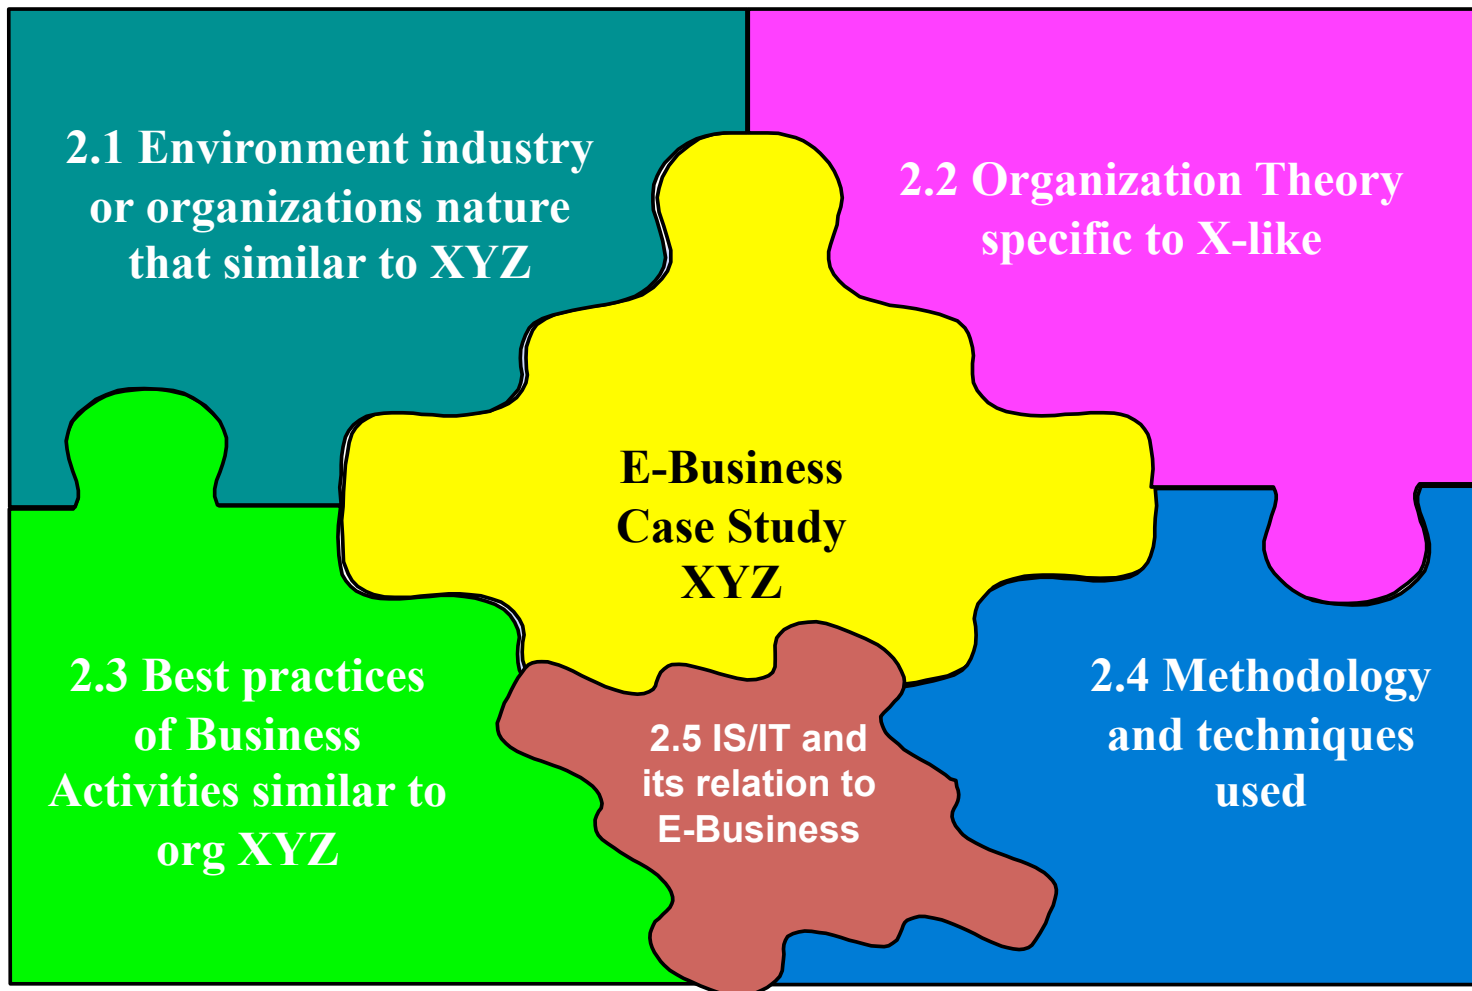 2.1 Environment industry
or organizations nature
that similar to XYZ
2.2 Organization Theory
specific to X-like
E-Business
Case Study
XYZ
2.3 Best practices
of Business
Activities similar to
org XYZ
2.4 Methodology
and techniques
used
2.5 IS/IT and
its relation to
E-Business